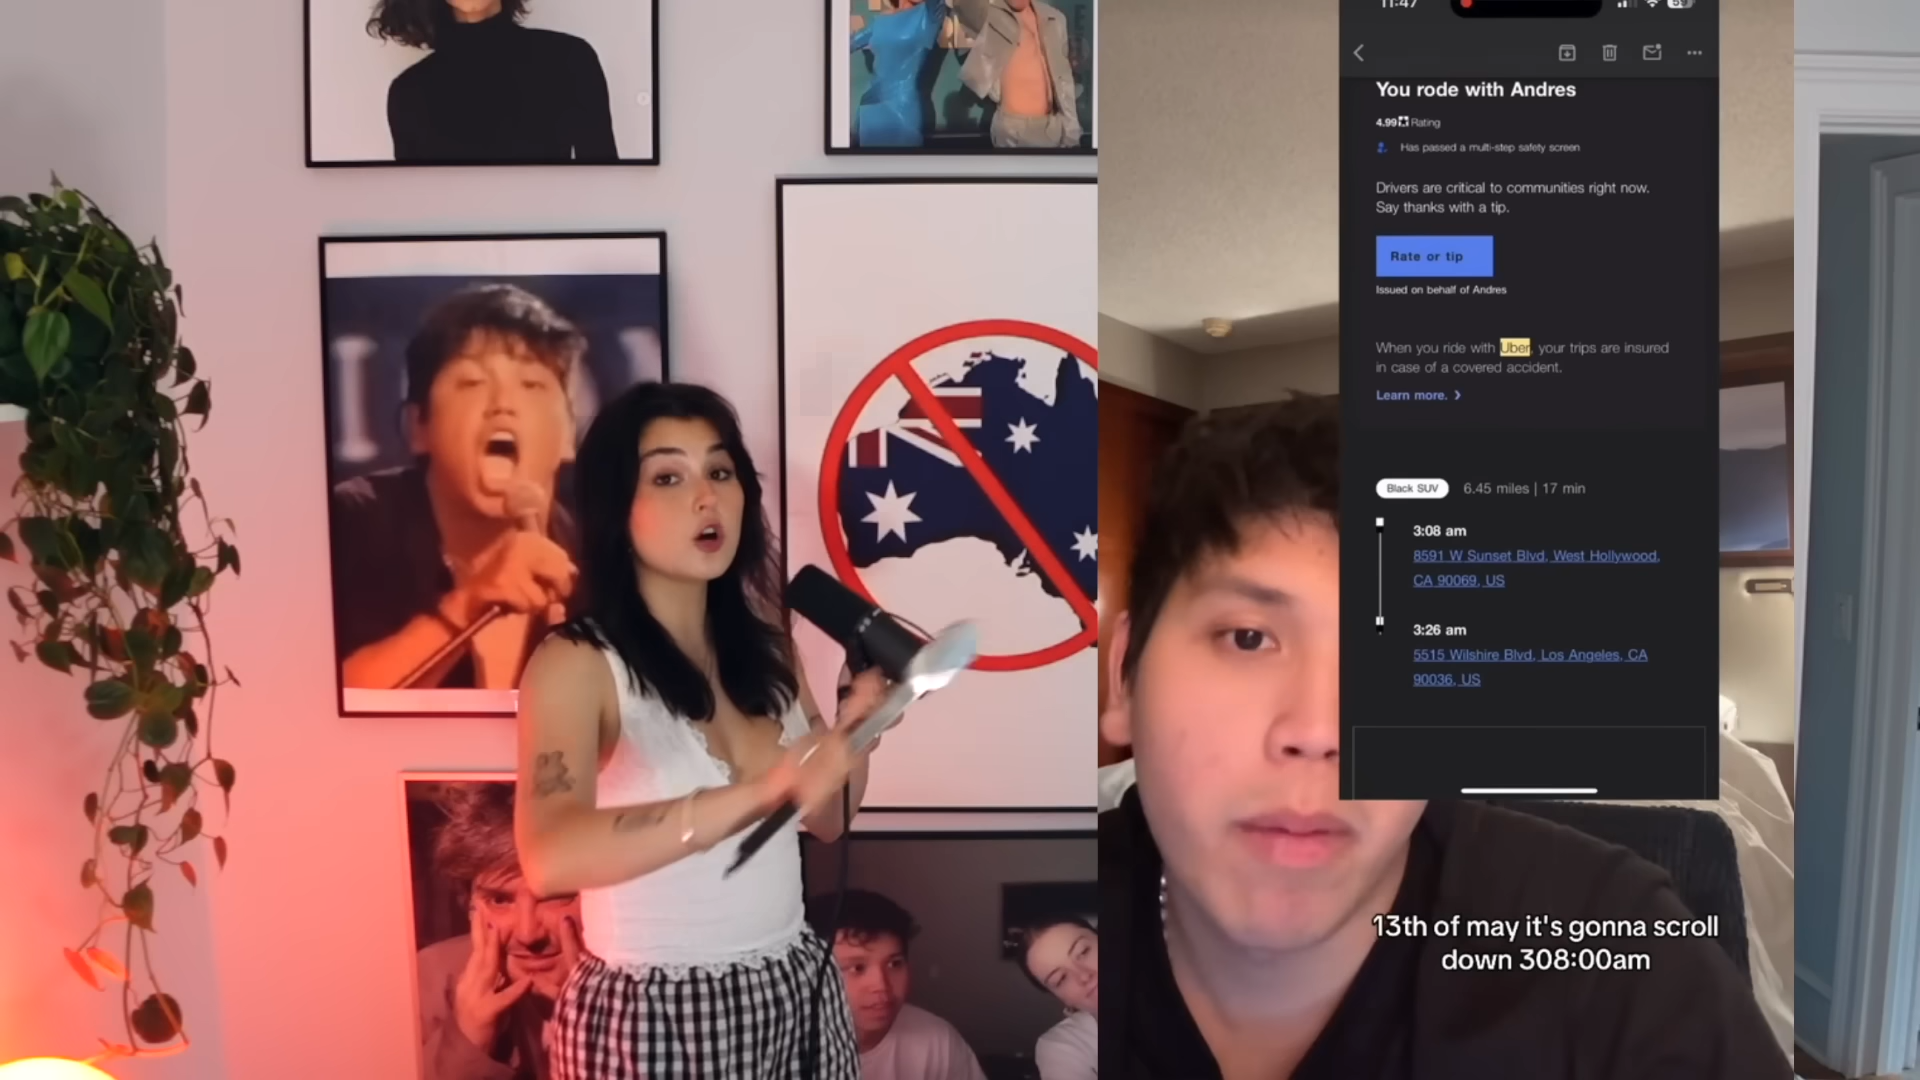 11:47
59
You rode with Andres
4.99 Rating
Has passed a multi-step safety screen
Drivers are critical to communities right now.
Say thanks with a tip.
Rate or tip
Issued on behalf of Andres
When you ride with Uber, your trips are insured
in case of a covered accident.
Learn more. >
Black SUV 6.45 miles | 17 min
3:08 am
8591 W Sunset Blvd, West Hollywood,
CA 90069, US
3:26 am
5515 Wilshire Blvd, Los Angeles, CA
90036, US
13th of may it's gonna scroll
down 308:00am